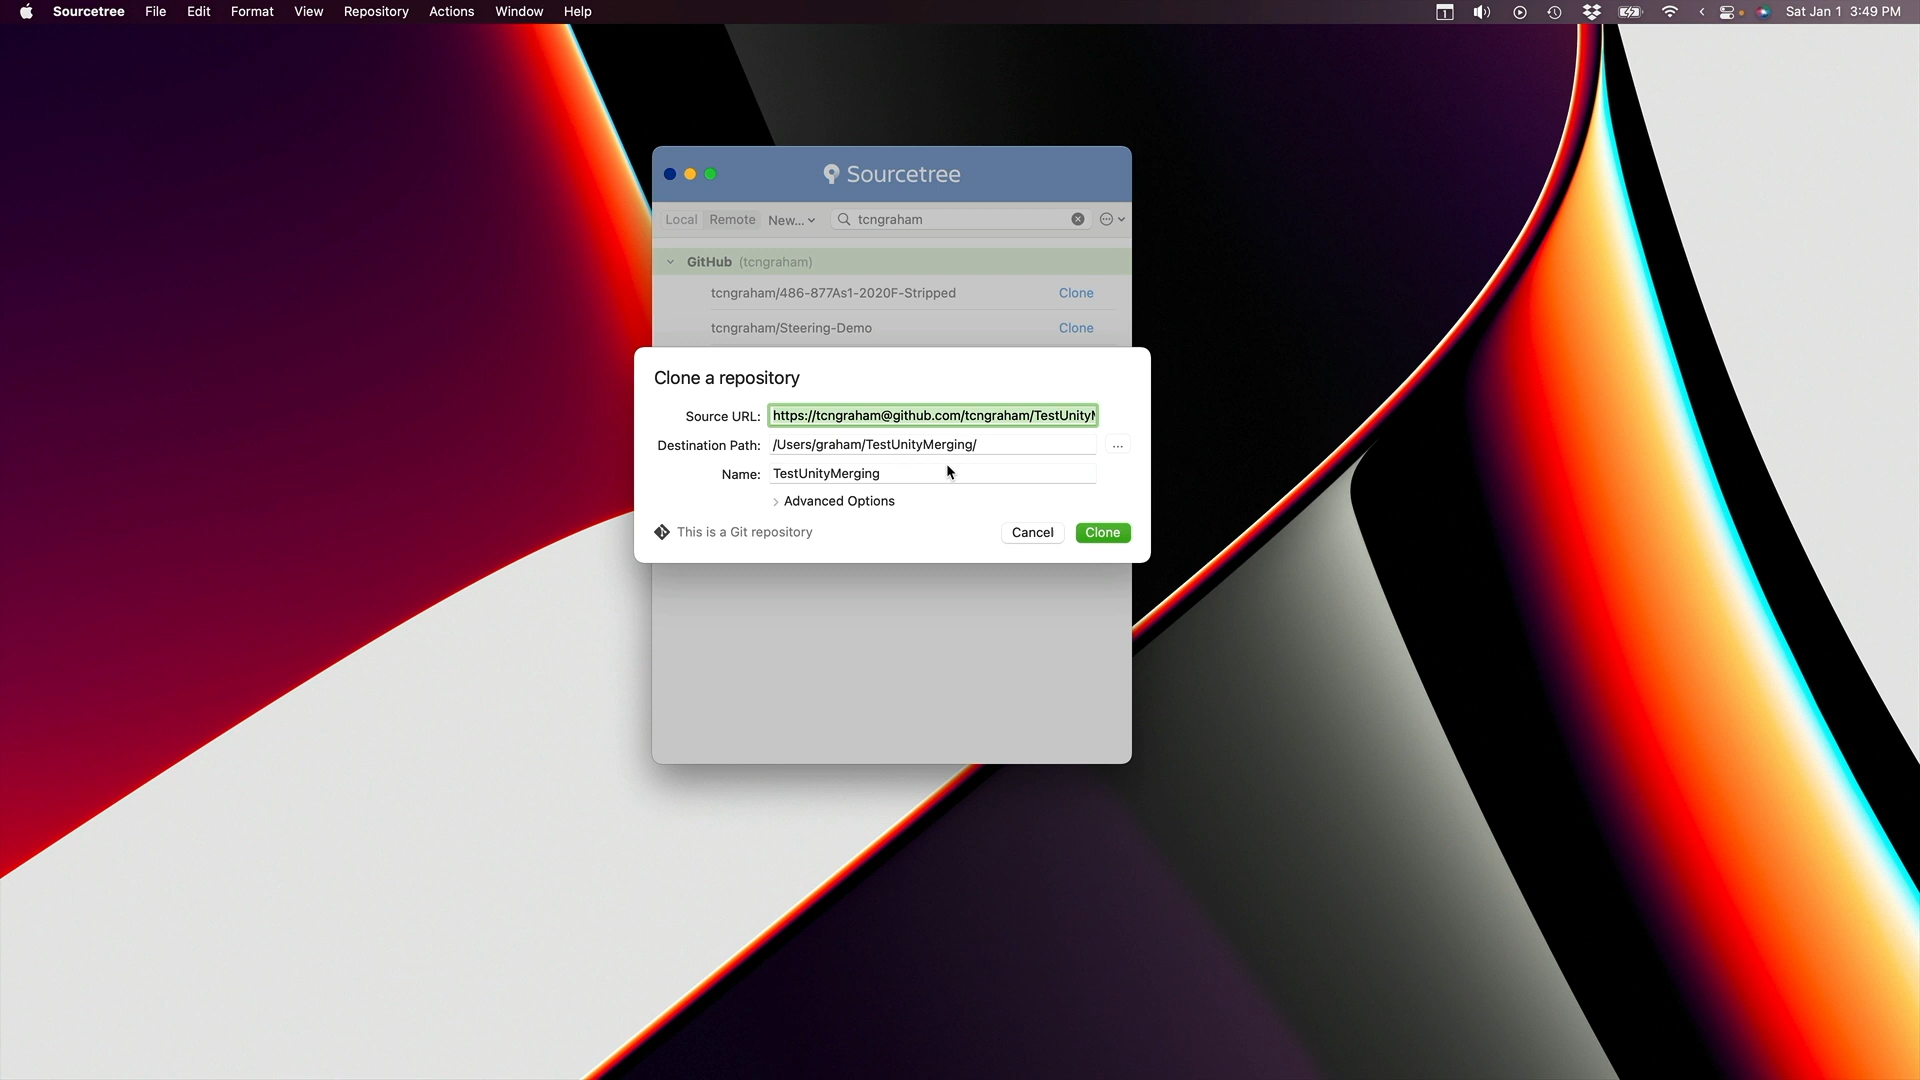 Sourcetree File Edit Format View Repository Actions Window Help 1 Sat Jan 1 3:49 PM
Sourcetree
Local Remote New... tcngraham
GitHub (tcngraham)
tcngraham/486-877As1-2020F-Stripped Clone
tcngraham/Steering-Demo Clone
Clone a repository
Source URL: https://tcngraham@github.com/tcngraham/TestUnity
Destination Path: /Users/graham/TestUnityMerging/ ...
Name: TestUnityMerging
Advanced Options
This is a Git repository Cancel Clone